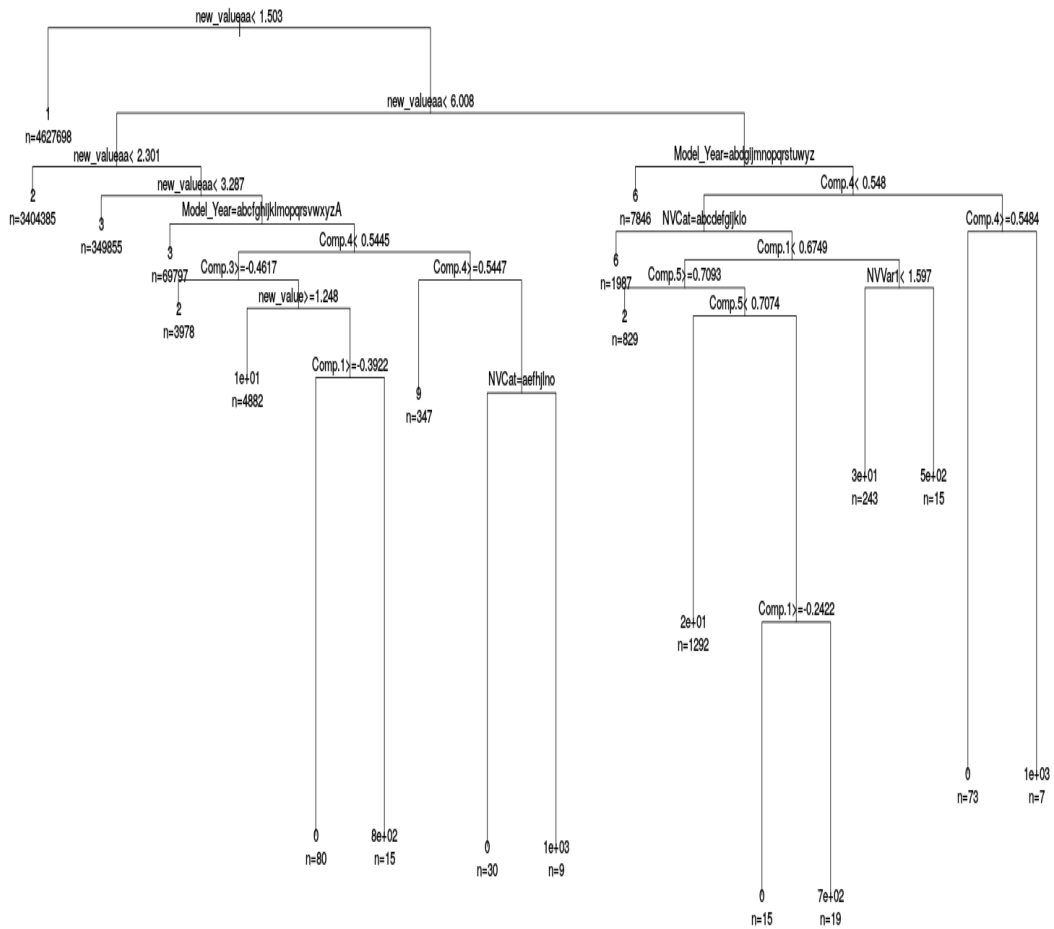 new_valueaa< 1.503
1
n=4627698
new_valueaa< 6.008
new_valueaa< 2.301
2
n=3404385
new_valueaa< 3.287
3
n=349855
Model_Year=abcfghijklmopqrsvwxyzA
3
n=69797
Comp.4< 0.5445
Comp.3>=-0.4617
2
n=3978
new_value>=1.248
1e+01
n=4882
Comp.1>=-0.3922
0
n=80
8e+02
n=15
Comp.4>=0.5447
9
n=347
NVCat=aefhjlno
0
n=30
1e+03
n=9
Model_Year=abdgijmnopqrstuwyz
6
n=7846
Comp.4< 0.548
NVCat=abcdefgijklo
6
n=1987
Comp.1< 0.6749
Comp.5>=0.7093
2
n=829
Comp.5< 0.7074
2e+01
n=1292
Comp.1>=-0.2422
0
n=15
7e+02
n=19
NVVar1< 1.597
3e+01
n=243
5e+02
n=15
Comp.4>=0.5484
0
n=73
1e+03
n=7